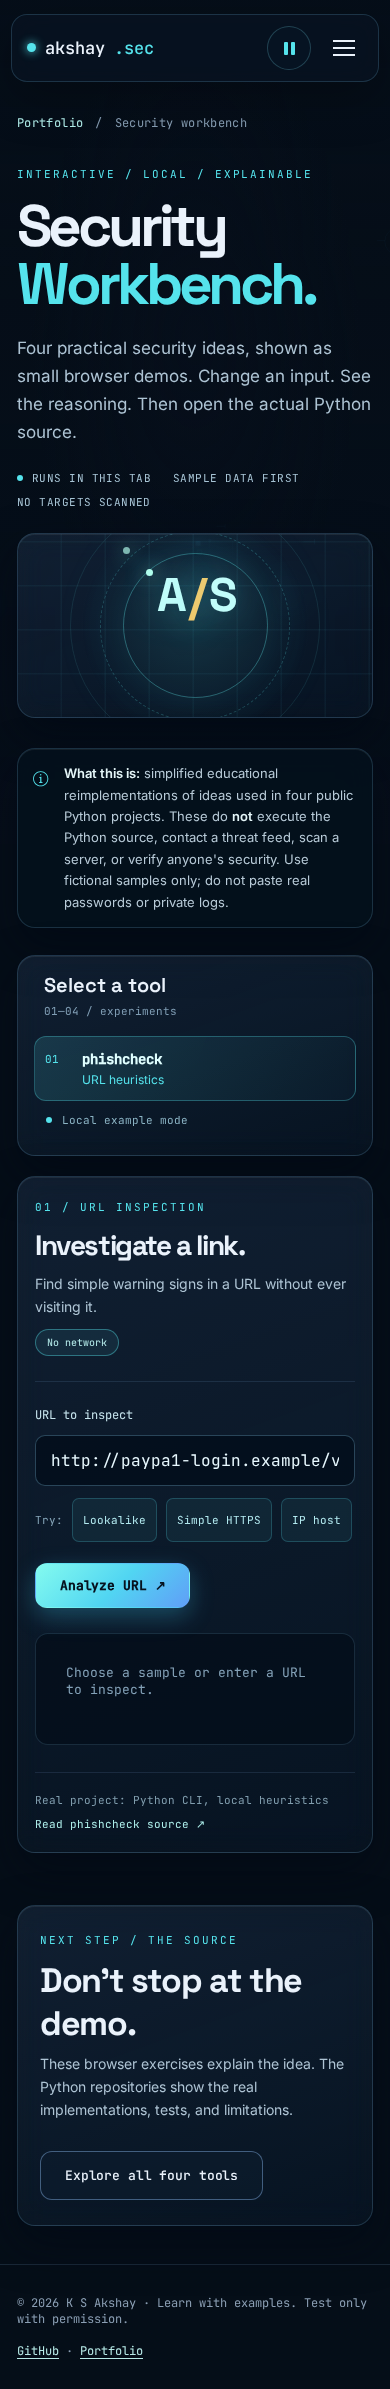 akshay .sec
Portfolio / Security workbench
INTERACTIVE / LOCAL / EXPLAINABLE
Security
Workbench.
Four practical security ideas, shown as
small browser demos. Change an input. See
the reasoning. Then open the actual Python
source.
RUNS IN THIS TAB SAMPLE DATA FIRST
NO TARGETS SCANNED
A/S
What this is: simplified educational
reimplementations of ideas used in four public
Python projects. These do not execute the
Python source, contact a threat feed, scan a
server, or verify anyone's security. Use
fictional samples only; do not paste real
passwords or private logs.
Select a tool
01—04 / experiments
01 phishcheck
URL heuristics
Local example mode
01 / URL INSPECTION
Investigate a link.
Find simple warning signs in a URL without ever
visiting it.
No network
URL to inspect
http://paypa1-login.example/v
Try: Lookalike Simple HTTPS IP host
Analyze URL ↗
Choose a sample or enter a URL
to inspect.
Real project: Python CLI, local heuristics
Read phishcheck source ↗
NEXT STEP / THE SOURCE
Don’t stop at the
demo.
These browser exercises explain the idea. The
Python repositories show the real
implementations, tests, and limitations.
Explore all four tools
© 2026 K S Akshay · Learn with examples. Test only
with permission.
GitHub · Portfolio